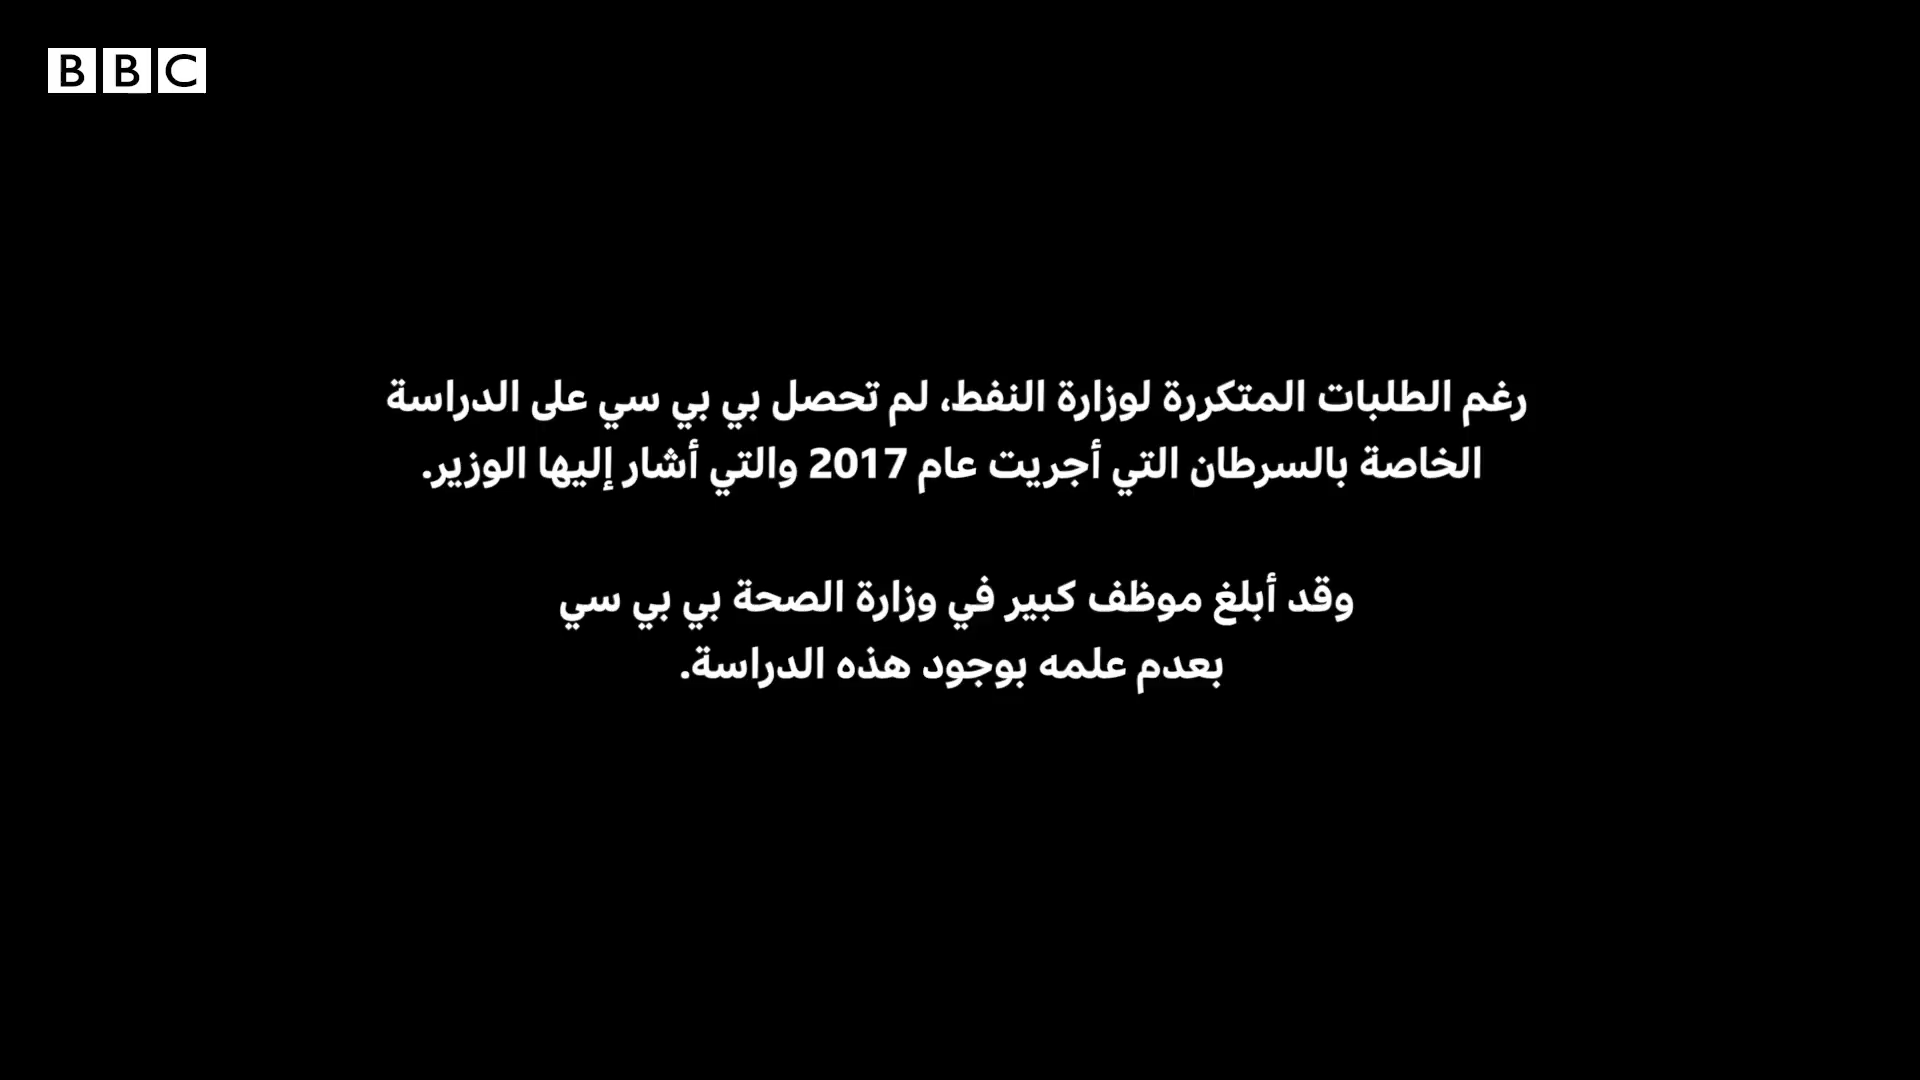 BBC
رغم الطلبات المتكررة لوزارة النفط، لم تحصل بي بي سي على الدراسة
الخاصة بالسرطان التي أجريت عام 2017 والتي أشار إليها الوزير.
وقد أبلغ موظف كبير في وزارة الصحة بي بي سي
بعدم علمه بوجود هذه الدراسة.